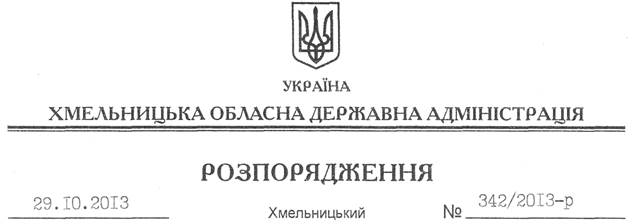 УКРАЇНА
ХМЕЛЬНИЦЬКА ОБЛАСНА ДЕРЖАВНА АДМІНІСТРАЦІЯ
РОЗПОРЯДЖЕННЯ
29.10.2013 Хмельницький № 342/2013-р